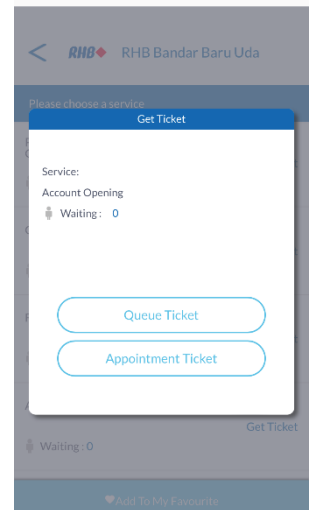 RHB RHB Bandar Baru Uda
Please choose a service
Get Ticket
Service:
Account Opening
Waiting : 0
Queue Ticket
Appointment Ticket
Get Ticket
Waiting : 0
Add To My Favourite